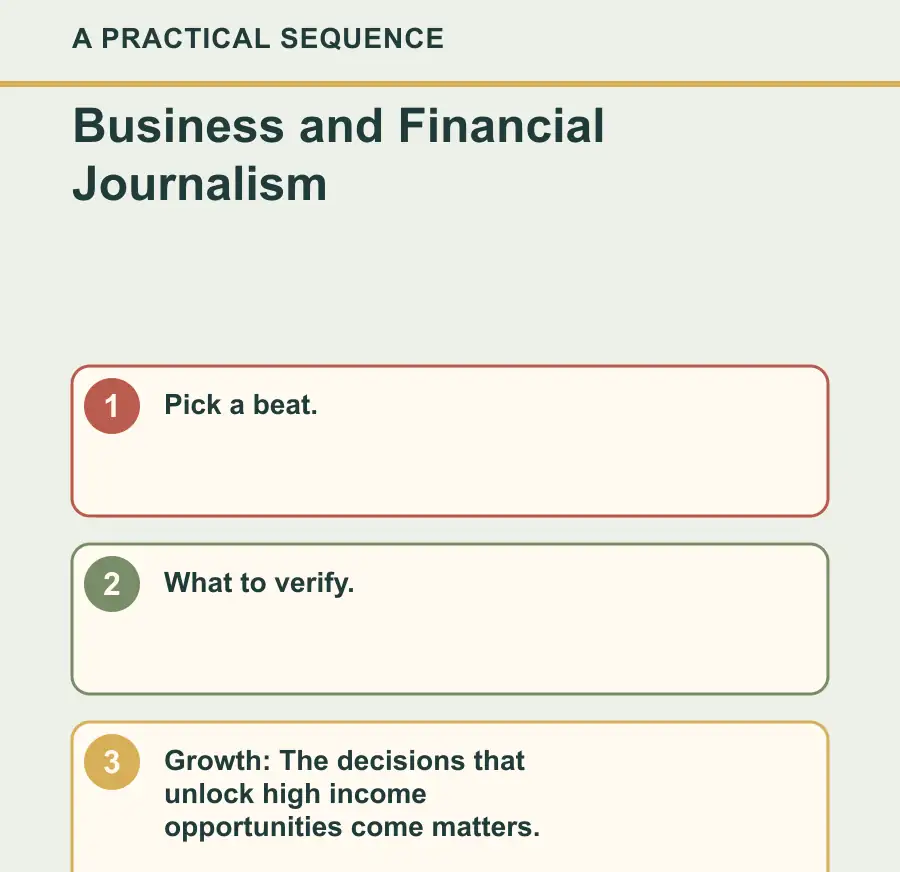 A PRACTICAL SEQUENCE
Business and Financial
Journalism
1
Pick a beat.
2
What to verify.
3
Growth: The decisions that
unlock high income
opportunities come matters.